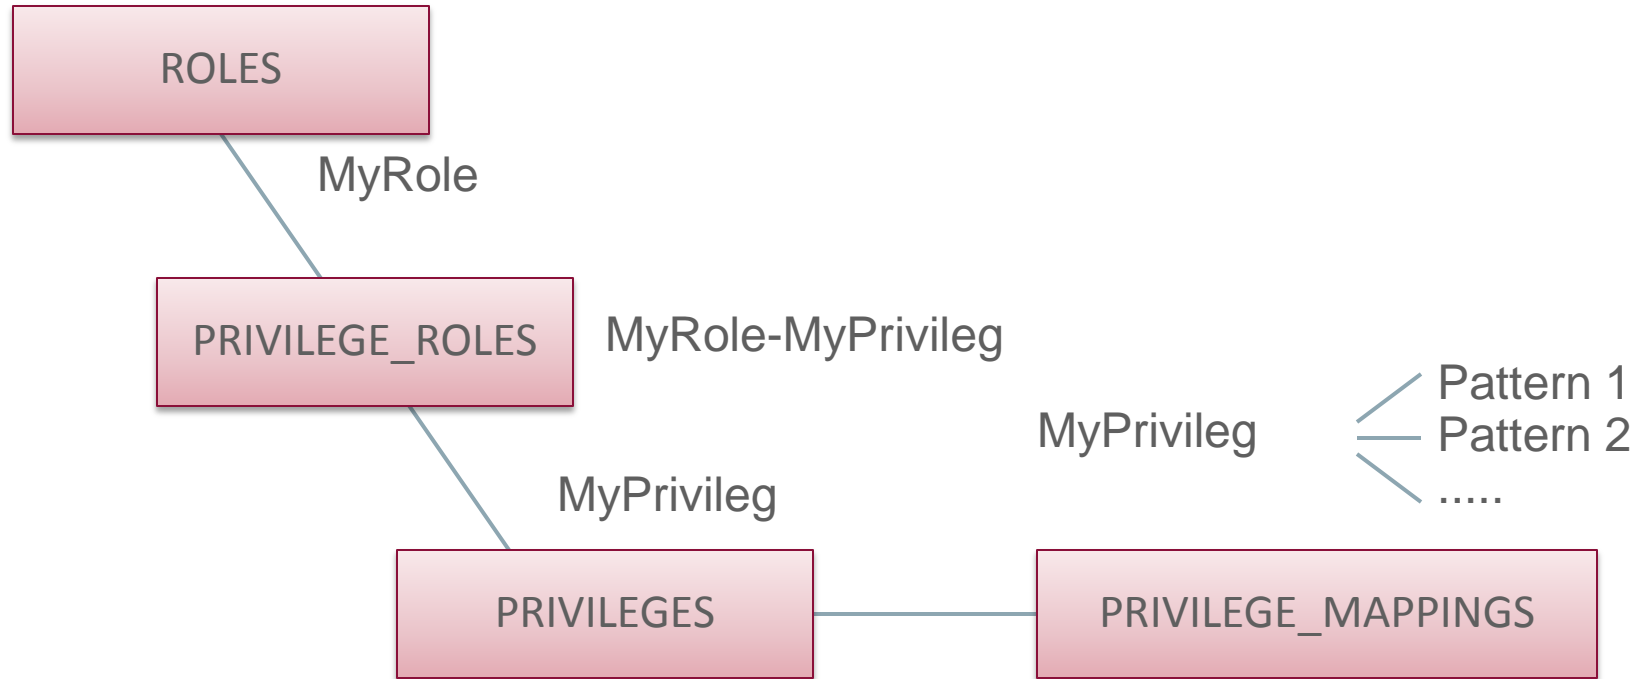 ROLES
MyRole
PRIVILEGE_ROLES
MyRole-MyPrivileg
Pattern 1
MyPrivileg
Pattern 2
.....
MyPrivileg
PRIVILEGES
PRIVILEGE_MAPPINGS